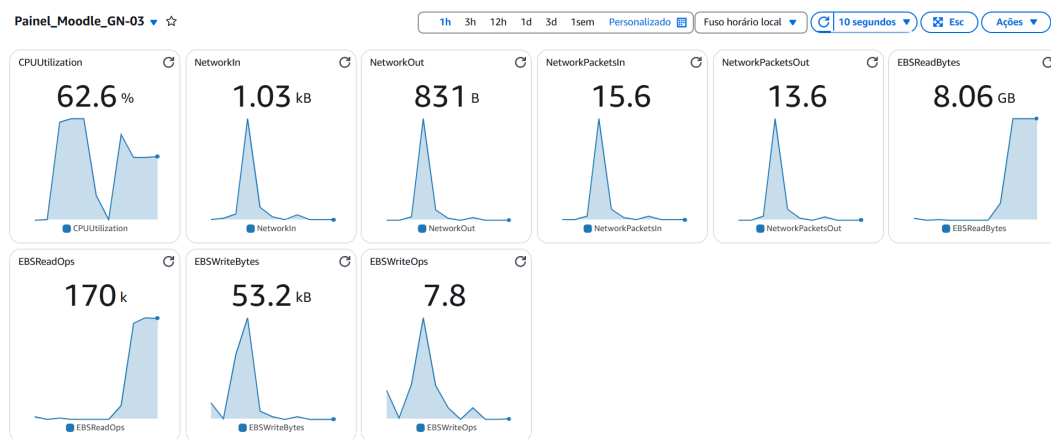 Painel_Moodle_GN-03
1h 3h 12h 1d 3d 1sem Personalizado
Fuso horário local
10 segundos
Esc
Ações
CPUUtilization
62.6 %
CPUUtilization
NetworkIn
1.03 kB
NetworkIn
NetworkOut
831 B
NetworkOut
NetworkPacketsIn
15.6
NetworkPacketsIn
NetworkPacketsOut
13.6
NetworkPacketsOut
EBSReadBytes
8.06 GB
EBSReadBytes
EBSReadOps
170 k
EBSReadOps
EBSWriteBytes
53.2 kB
EBSWriteBytes
EBSWriteOps
7.8
EBSWriteOps